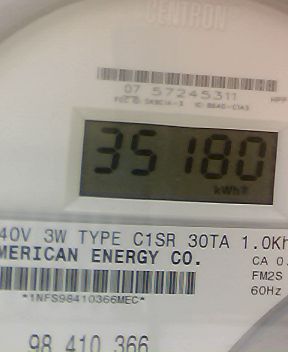 CENTRON
07 57245311
35180
kWh
40V 3W TYPE C1SR 30TA 1.0Kh
MERICAN ENERGY CO.
CA 0.
FM2S
*1NFS98410366MEC*
60Hz
98 410 366